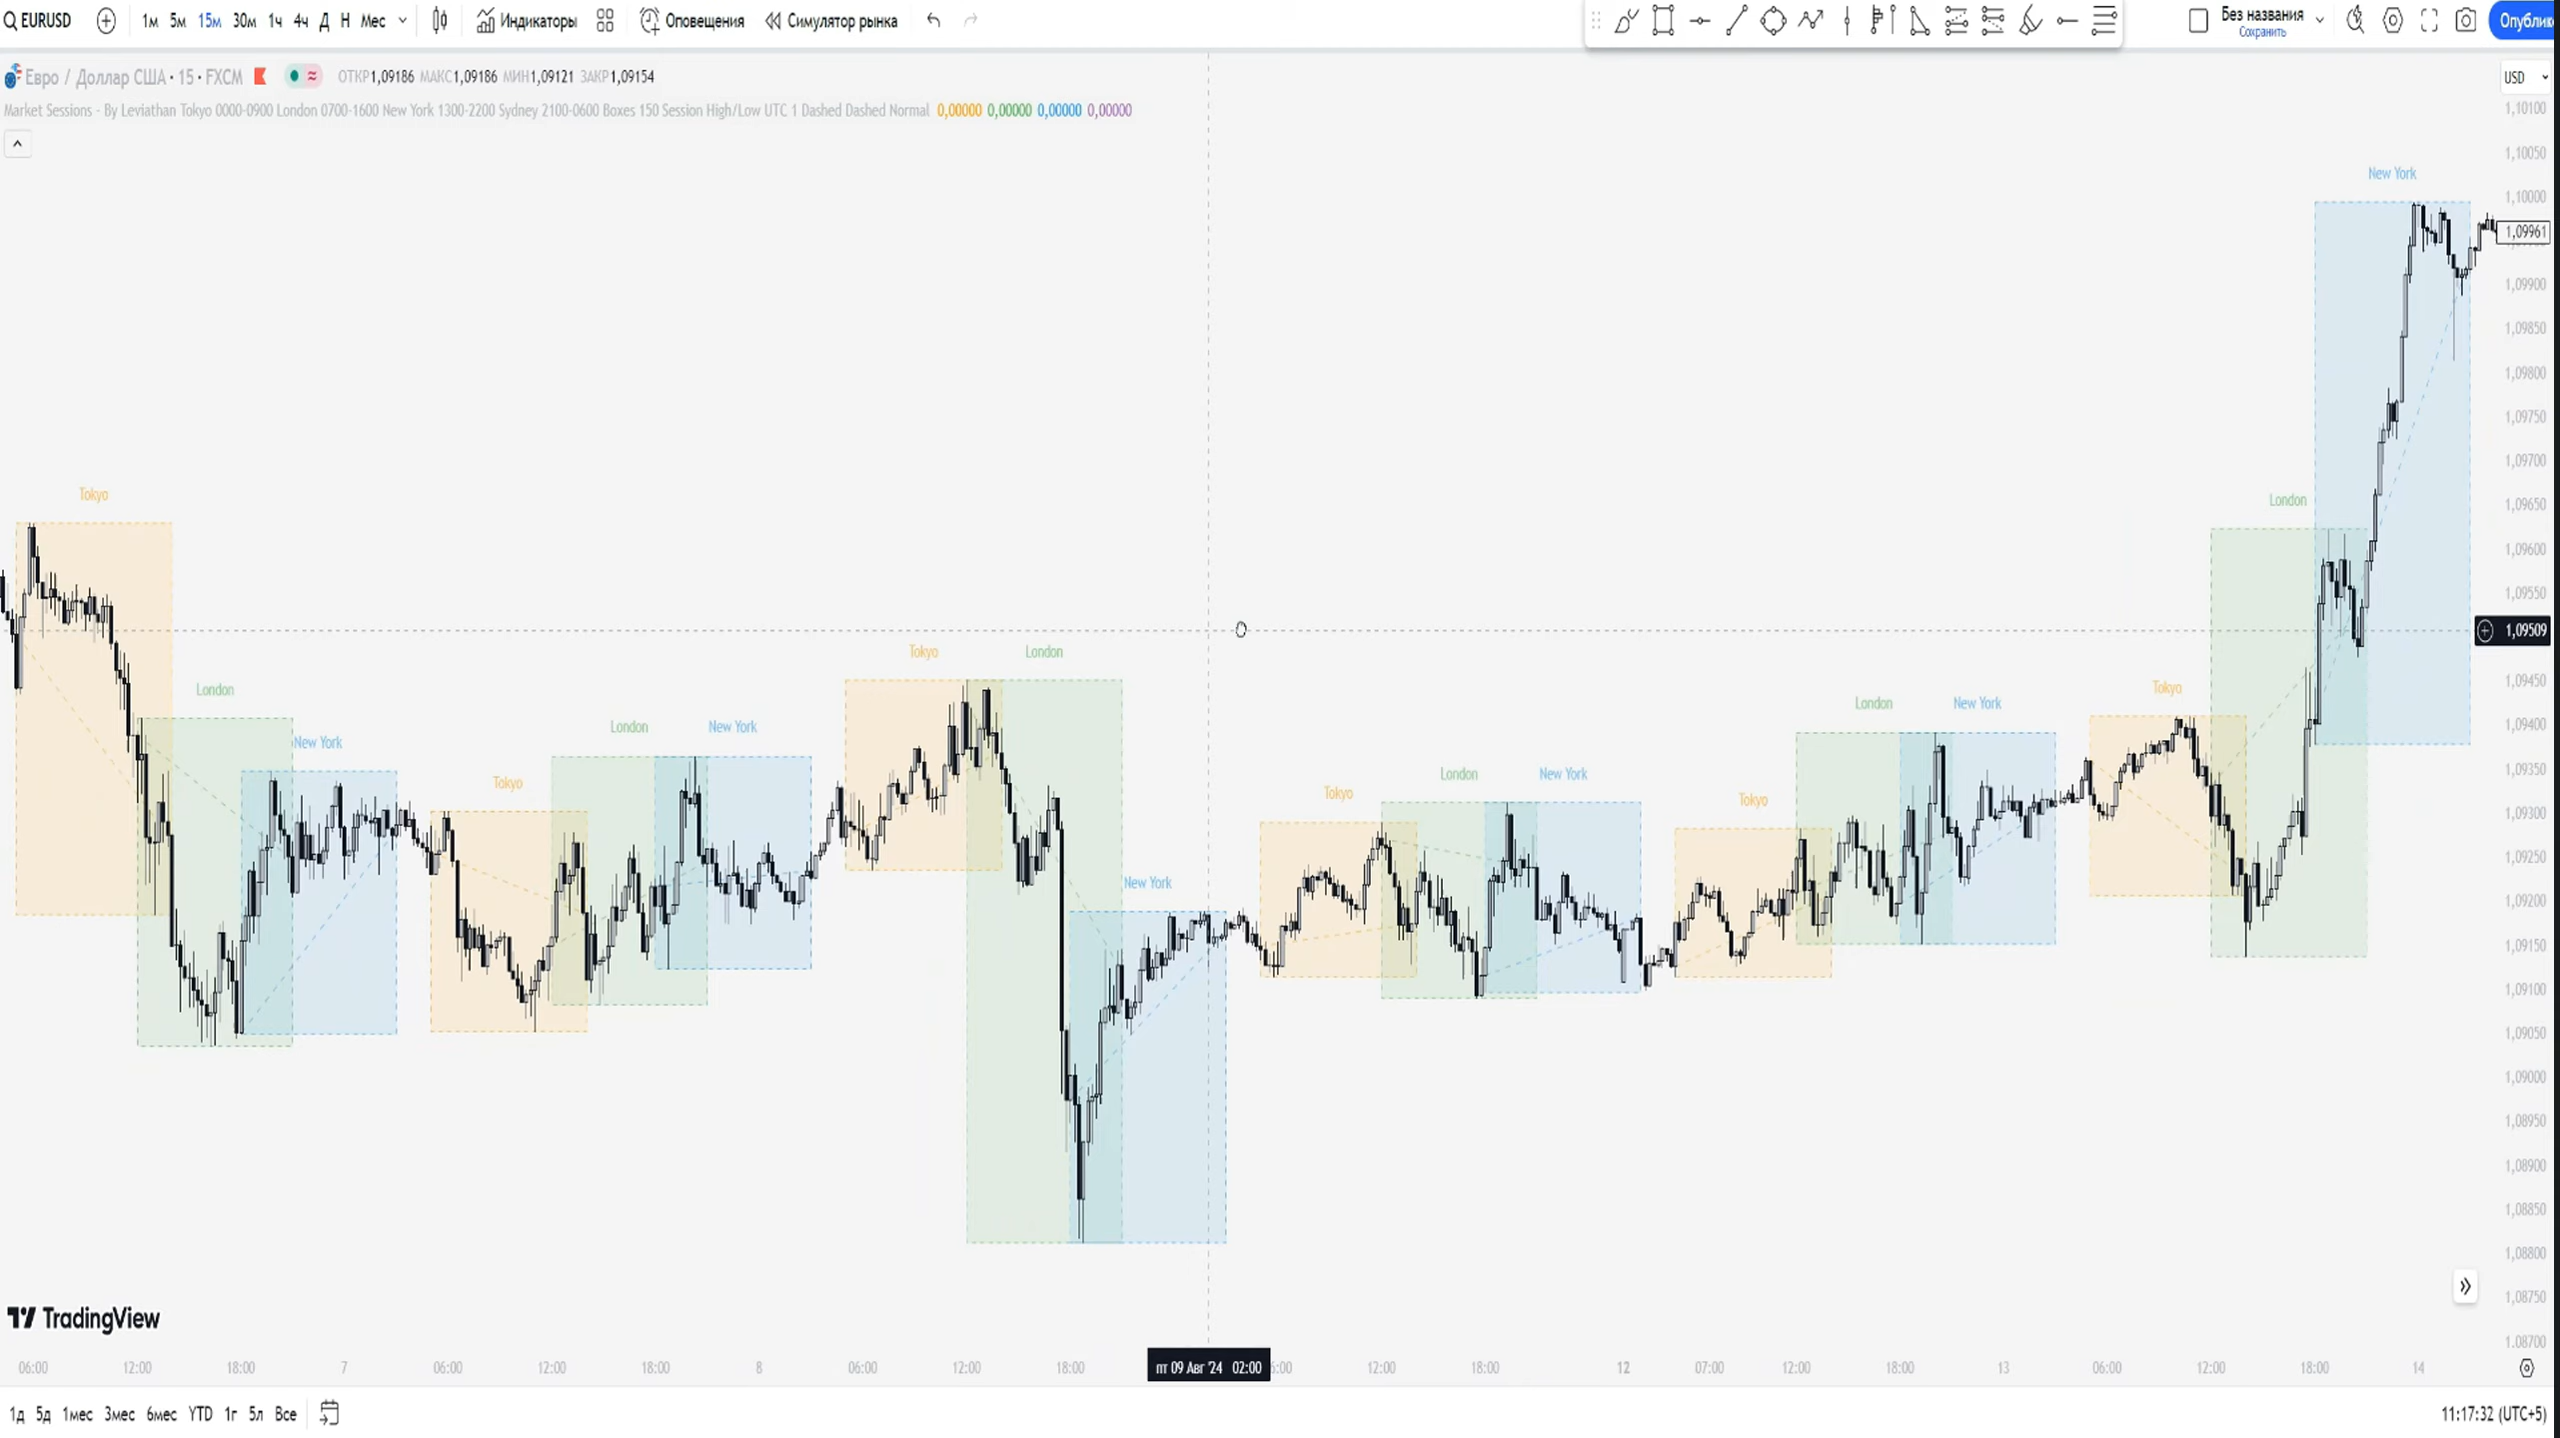 EURUSD 1м 5м 15м 30м 1ч 4ч Д Н Мес Индикаторы Оповещения Симулятор рынка Без названия Сохранить
Евро / Доллар США · 15 · FXCM ОТКР1,09186 МАКС1,09186 МИН1,09121 ЗАКР1,09154 USD
Market Sessions - By Leviathan Tokyo 0000-0900 London 0700-1600 New York 1300-2200 Sydney 2100-0600 Boxes 150 Session High/Low UTC 1 Dashed Dashed Normal 0,00000 0,00000 0,00000 0,00000
1,10100
1,10050
New York
1,10000
1,09961
1,09900
1,09850
1,09800
1,09750
1,09700
Tokyo London
1,09650
1,09600
1,09550
1,09509
Tokyo London
1,09450
London Tokyo
London New York London New York
1,09400
New York
1,09350
Tokyo London New York
Tokyo Tokyo
1,09300
1,09250
New York
1,09200
1,09150
1,09100
1,09050
1,09000
1,08950
1,08900
1,08850
1,08800
1,08750
TradingView
1,08700
06:00 12:00 18:00 7 06:00 12:00 18:00 8 06:00 12:00 18:00 пт 09 Авг '24 02:00 12:00 18:00 12 07:00 12:00 18:00 13 06:00 12:00 18:00 14
1д 5д 1мес 3мес 6мес YTD 1г 5л Все 11:17:32 (UTC+5)